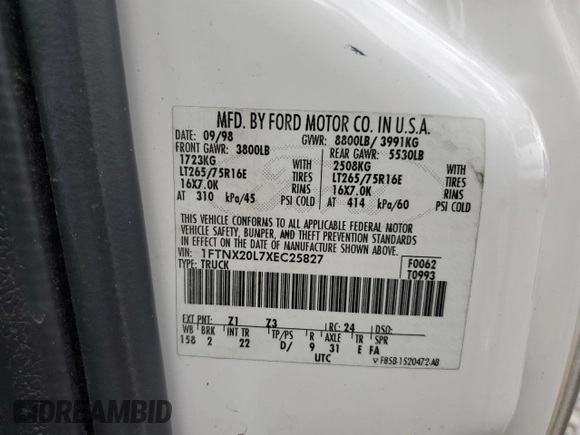 MFD. BY FORD MOTOR CO. IN U.S.A.
DATE: 09/98 GVWR: 8800LB/ 3991KG
FRONT GAWR: 3800LB REAR GAWR: 5530LB
1723KG WITH 2508KG WITH
LT265/75R16E TIRES LT265/75R16E TIRES
16X7.0K RINS 16X7.0K RINS
AT 310 kPa/45 PSI COLD AT 414 kPa/60 PSI COLD
THIS VEHICLE CONFORMS TO ALL APPLICABLE FEDERAL MOTOR
VEHICLE SAFETY, BUMPER, AND THEFT PREVENTION STANDARDS
IN EFFECT ON THE DATE OF MANUFACTURE SHOWN ABOVE.
VIN: 1FTNX20L7XEC25827 F0062
TYPE: TRUCK T0993
EXT PNT: Z1 Z3 RC: 24 DSO:
WB BRK INT TR TP/PS R AXLE TR SPR
158 2 22 D/ 9 31 E FA
UTC F85B-1520472-AB
DREAMBID